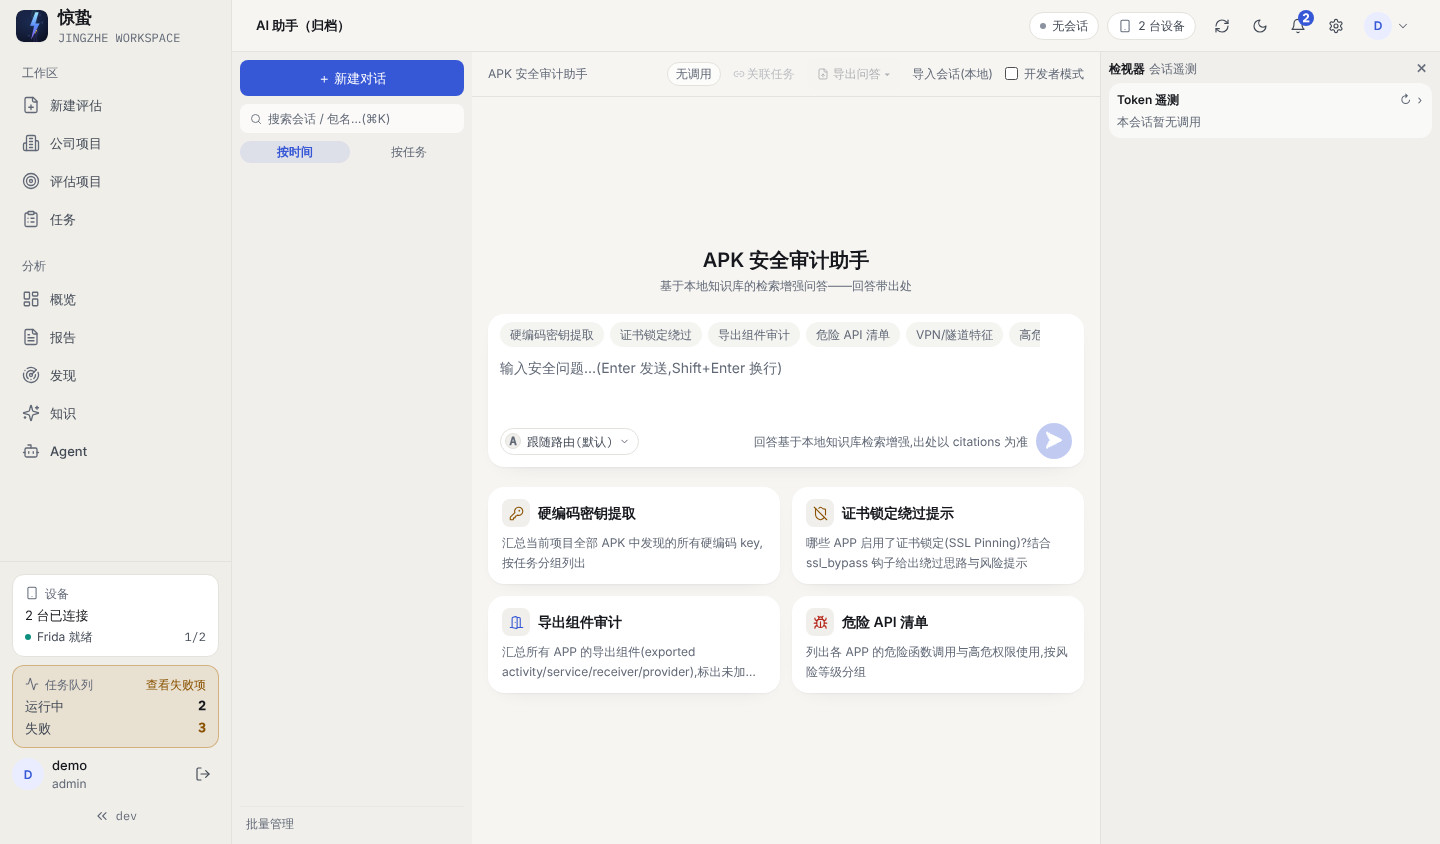 惊蛰
JINGZHE WORKSPACE
工作区
新建评估
公司项目
评估项目
任务
分析
概览
报告
发现
知识
Agent
设备
2 台已连接
Frida 就绪 1/2
任务队列 查看失败项
运行中 2
失败 3
D
demo
admin
dev
AI 助手（归档）
无会话
2 台设备
2
D
+ 新建对话
搜索会话 / 包名...(⌘K)
按时间 按任务
批量管理
APK 安全审计助手 无调用 关联任务 导出问答 导入会话(本地) 开发者模式
APK 安全审计助手
基于本地知识库的检索增强问答——回答带出处
硬编码密钥提取 证书锁定绕过 导出组件审计 危险 API 清单 VPN/隧道特征 高危
输入安全问题...(Enter 发送,Shift+Enter 换行)
A 跟随路由(默认) 回答基于本地知识库检索增强,出处以 citations 为准
硬编码密钥提取
汇总当前项目全部 APK 中发现的所有硬编码 key,
按任务分组列出
证书锁定绕过提示
哪些 APP 启用了证书锁定(SSL Pinning)?结合
ssl_bypass 钩子给出绕过思路与风险提示
导出组件审计
汇总所有 APP 的导出组件(exported
activity/service/receiver/provider),标出未加...
危险 API 清单
列出各 APP 的危险函数调用与高危权限使用,按风
险等级分组
检视器 会话遥测
Token 遥测
本会话暂无调用